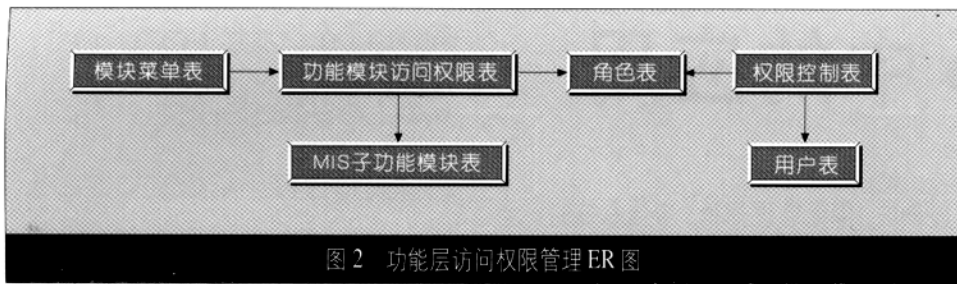 模块菜单表
功能模块访问权限表
角色表
权限控制表
MIS子功能模块表
用户表
图 2 功能层访问权限管理 ER 图